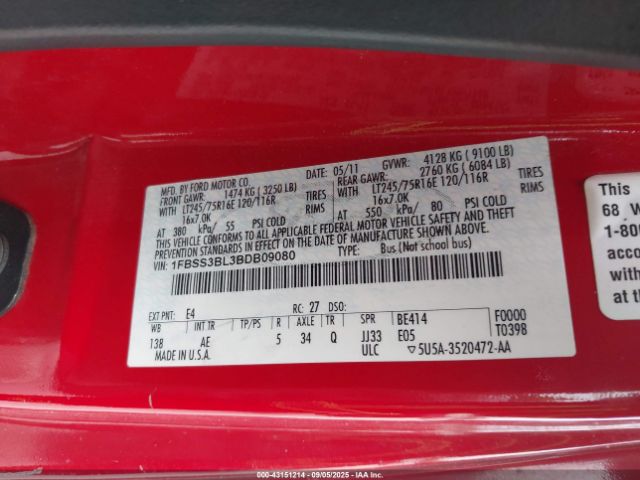 MFD. BY FORD MOTOR CO.
DATE: 05/11 GVWR: 4128 KG ( 9100 LB)
FRONT GAWR: 1474 KG ( 3250 LB)
REAR GAWR: 2760 KG ( 6084 LB)
WITH LT245/75R16E 120/116R TIRES
WITH LT245/75R16E 120/116R TIRES
16x7.0K RIMS
16x7.0K RIMS
AT 380 kPa/ 55 PSI COLD
AT 550 kPa/ 80 PSI COLD
THIS VEHICLE CONFORMS TO ALL APPLICABLE FEDERAL MOTOR VEHICLE SAFETY AND THEFT
PREVENTION STANDARDS IN EFFECT ON THE DATE OF MANUFACTURE SHOWN ABOVE.
VIN: 1FBSS3BL3BDB09080
TYPE: Bus (Not school bus)
EXT PNT: E4 RC: 27 DSO:
WB INT TR TP/PS R AXLE TR SPR BE414 F0000
138 AE 5 34 Q JJ33 E05 T0398
MADE IN U.S.A. ULC ▽5U5A-3520472-AA
This
68
1-80
acco
with
at th
000-43151214 - 09/05/2025 - COPART